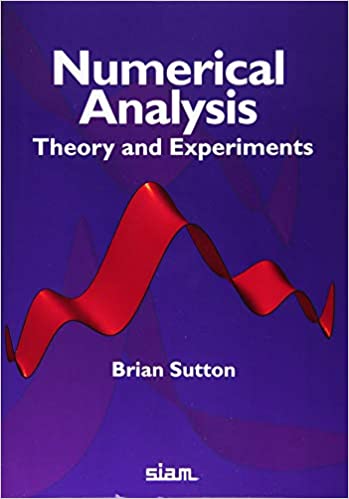 Numerical
Analysis
Theory and Experiments
Brian Sutton
siam